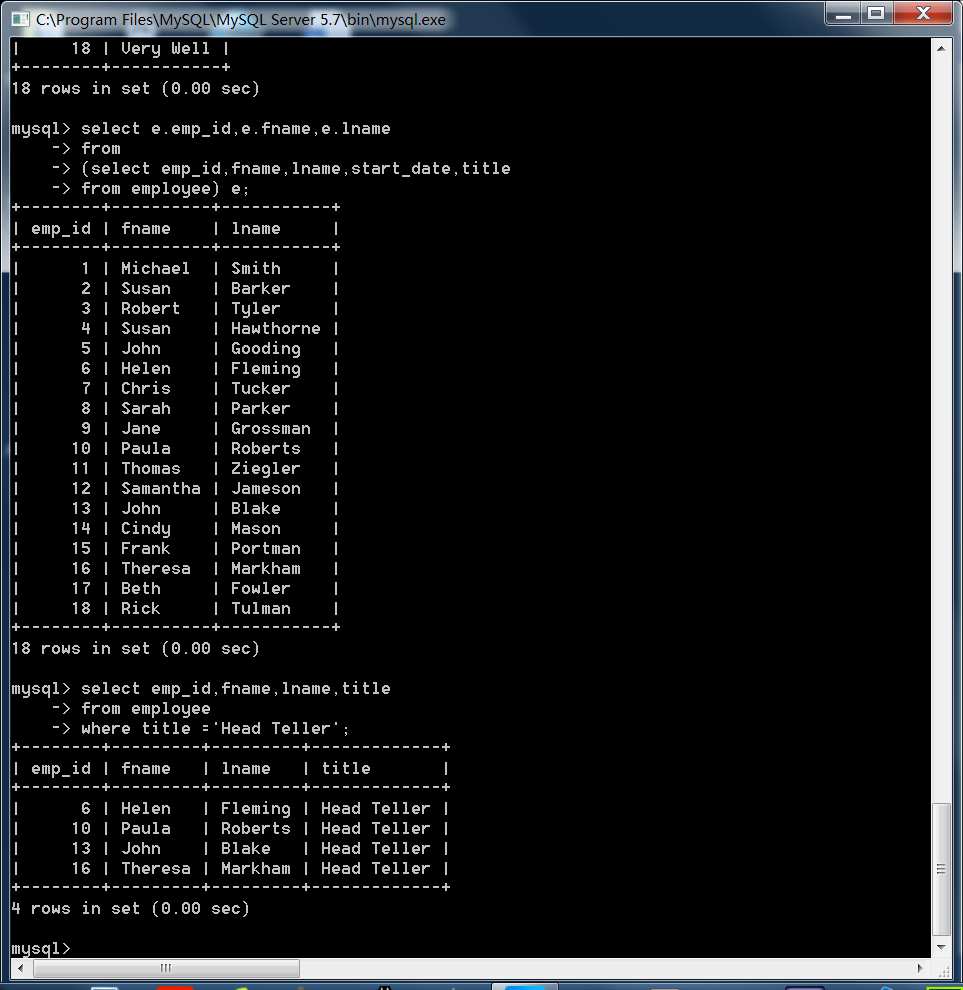 C:\Program Files\MySQL\MySQL Server 5.7\bin\mysql.exe
|     18 | Very Well |
+--------+-----------+
18 rows in set (0.00 sec)
mysql> select e.emp_id,e.fname,e.lname
    -> from
    -> (select emp_id,fname,lname,start_date,title
    -> from employee) e;
+--------+----------+-----------+
| emp_id | fname    | lname     |
+--------+----------+-----------+
|      1 | Michael  | Smith     |
|      2 | Susan    | Barker    |
|      3 | Robert   | Tyler     |
|      4 | Susan    | Hawthorne |
|      5 | John     | Gooding   |
|      6 | Helen    | Fleming   |
|      7 | Chris    | Tucker    |
|      8 | Sarah    | Parker    |
|      9 | Jane     | Grossman  |
|     10 | Paula    | Roberts   |
|     11 | Thomas   | Ziegler   |
|     12 | Samantha | Jameson   |
|     13 | John     | Blake     |
|     14 | Cindy    | Mason     |
|     15 | Frank    | Portman   |
|     16 | Theresa  | Markham   |
|     17 | Beth     | Fowler    |
|     18 | Rick     | Tulman    |
+--------+----------+-----------+
18 rows in set (0.00 sec)
mysql> select emp_id,fname,lname,title
    -> from employee
    -> where title ='Head Teller';
+--------+---------+---------+-------------+
| emp_id | fname   | lname   | title       |
+--------+---------+---------+-------------+
|      6 | Helen   | Fleming | Head Teller |
|     10 | Paula   | Roberts | Head Teller |
|     13 | John    | Blake   | Head Teller |
|     16 | Theresa | Markham | Head Teller |
+--------+---------+---------+-------------+
4 rows in set (0.00 sec)
mysql>